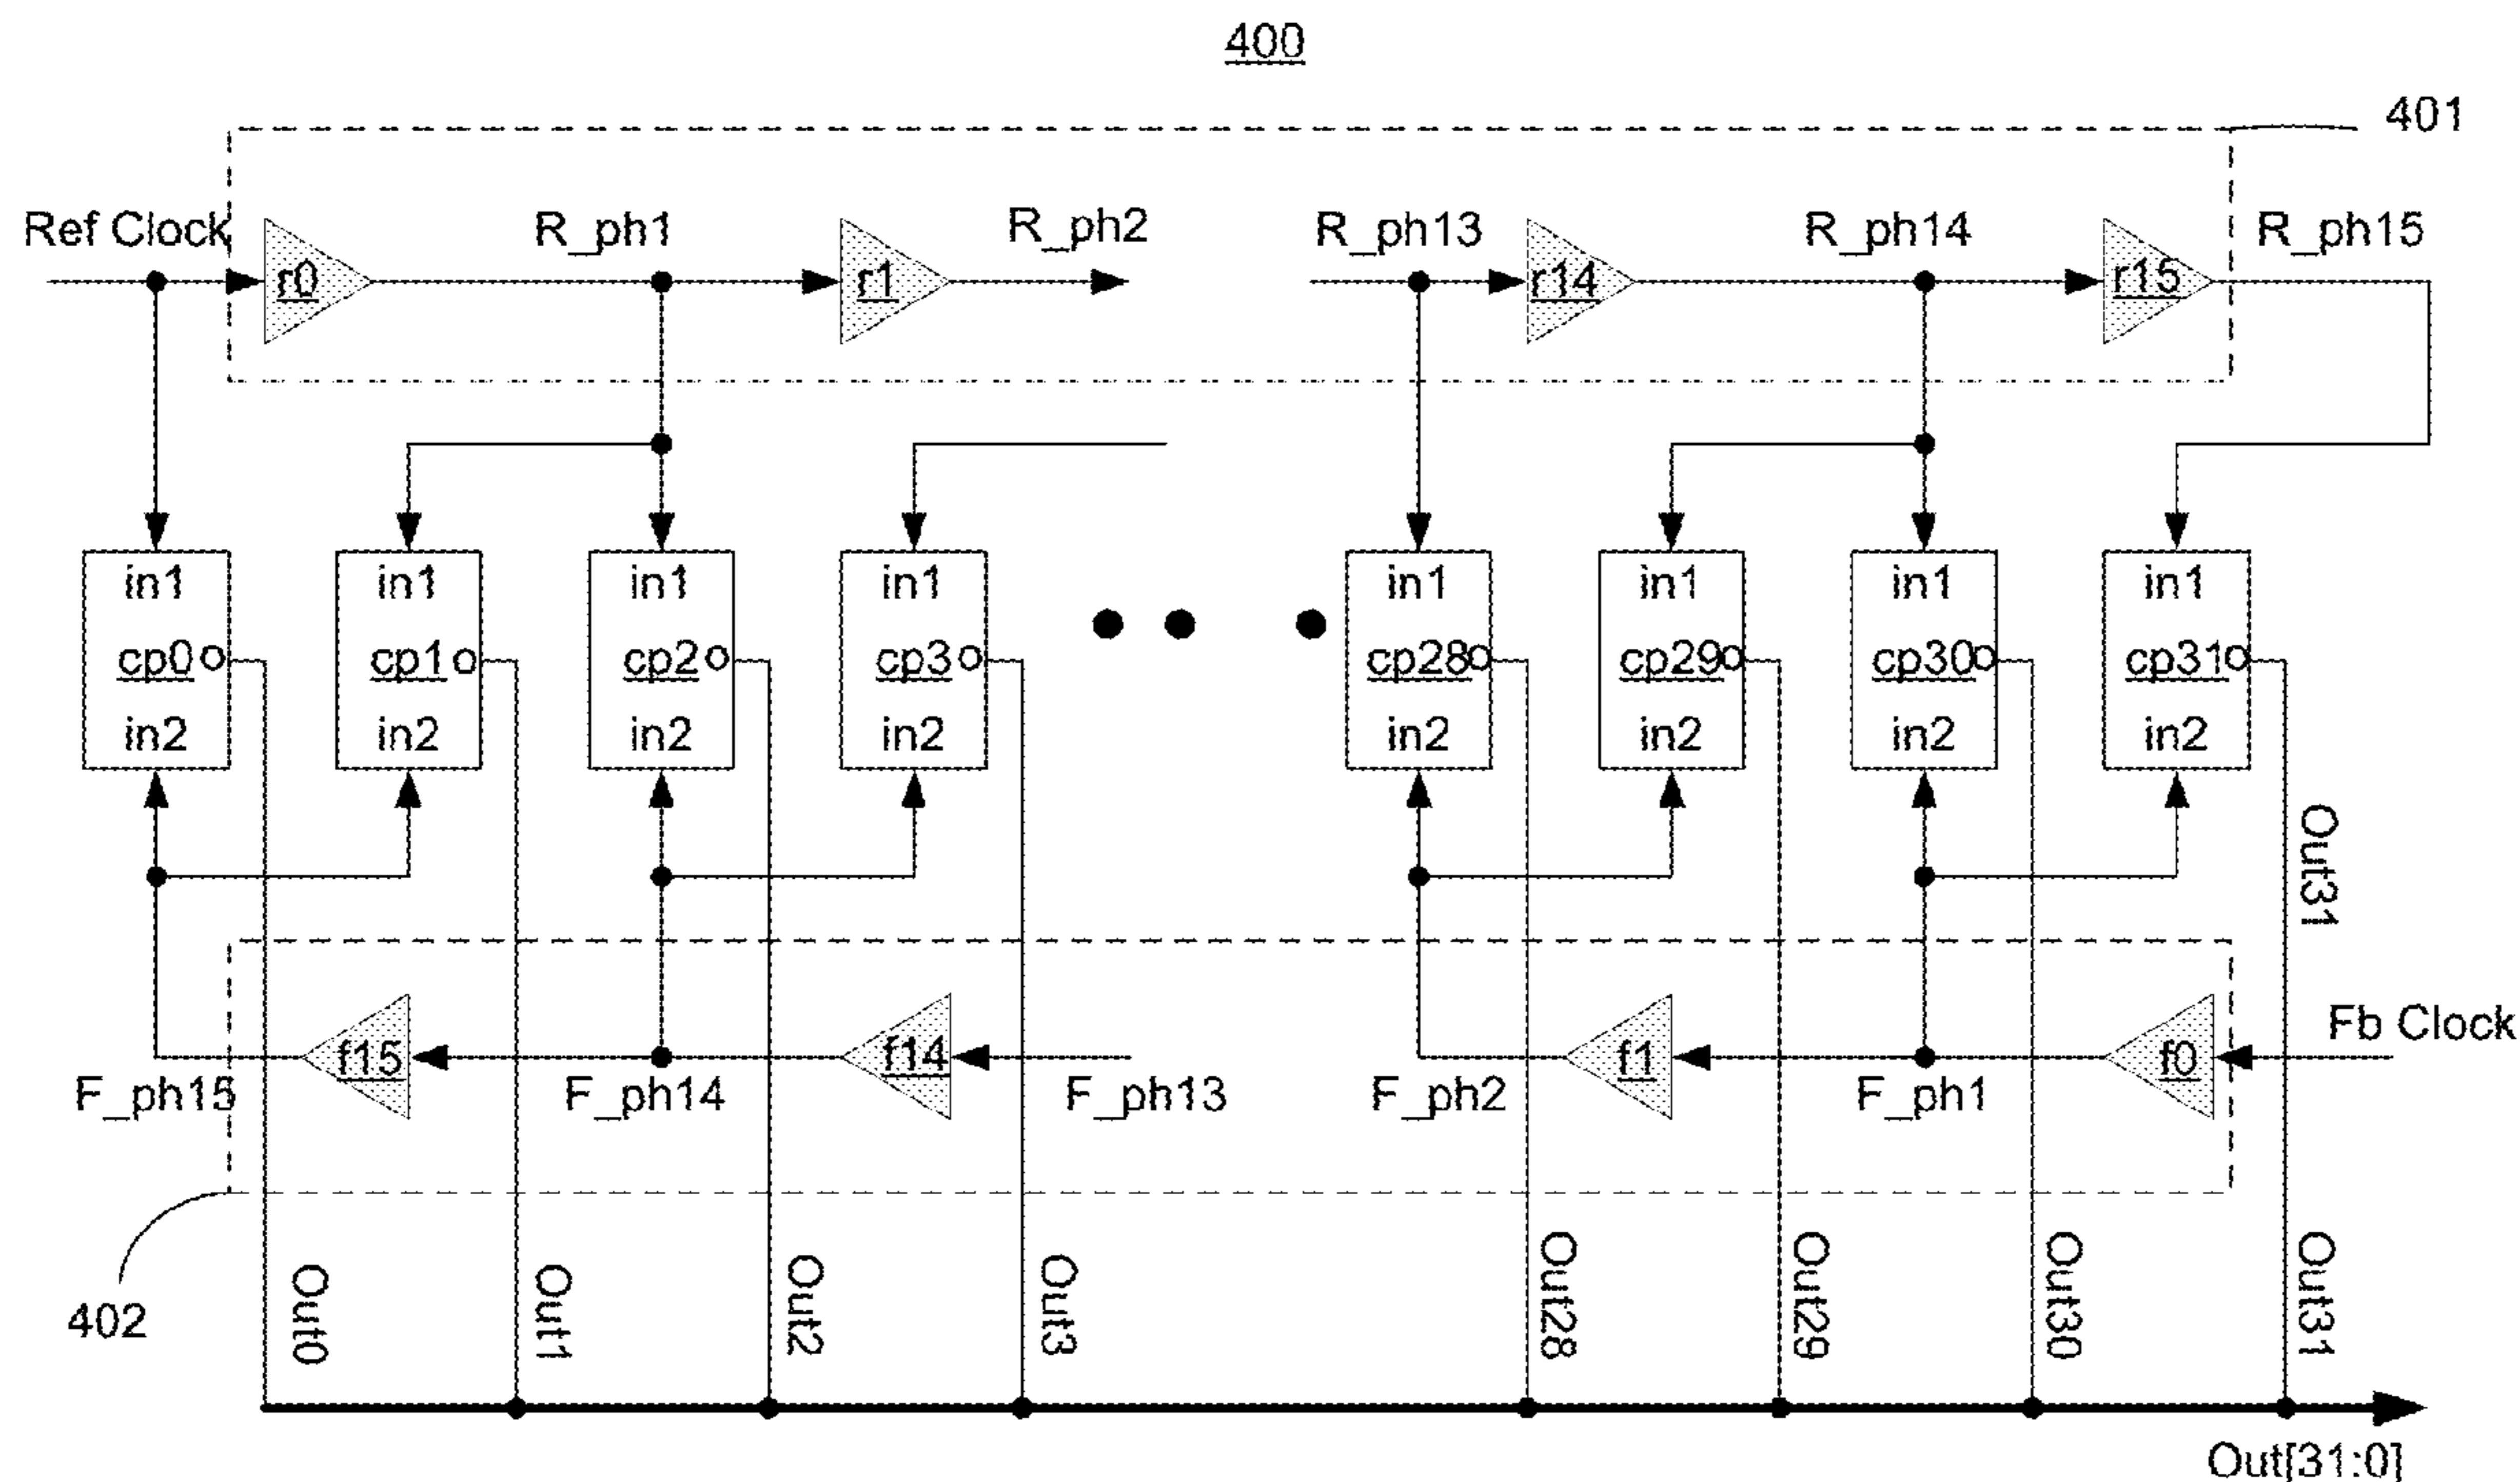 400
401
Ref Clock R_ph1 R_ph2 R_ph13 R_ph14 R_ph15
r0 r1 r14 r15
in1 in1 in1 in1 in1 in1 in1 in1
cp0 cp1 cp2 cp3 cp28 cp29 cp30 cp31
in2 in2 in2 in2 in2 in2 in2 in2
Out31
f15 f14 f1 f0 Fb Clock
F_ph15 F_ph14 F_ph13 F_ph2 F_ph1
402
Out0 Out1 Out2 Out3 Out28 Out29 Out30 Out31
Out[31:0]